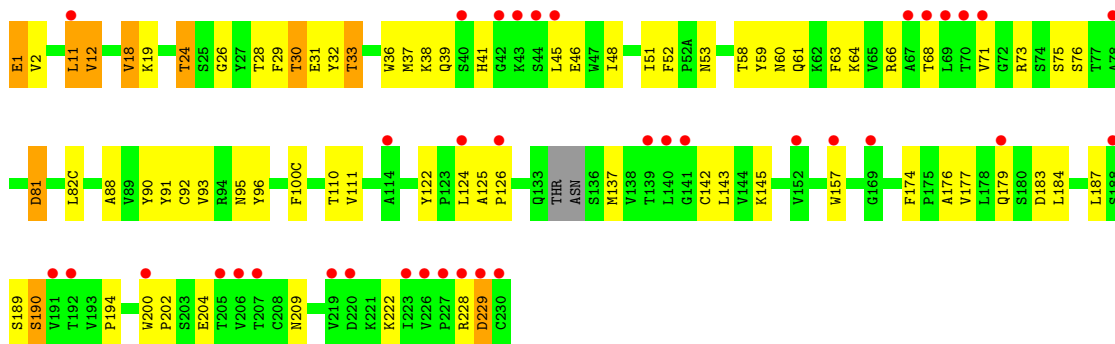 E1 V2 L11 V12 V18 K19 T24 S25 G26 Y27 T28 F29 T30 E31 Y32 T33 W36 M37 K38 Q39 S40 H41 G42 K43 S44 L45 E46 W47 I48 I51 F52 P52A N53 T58 Y59 N60 Q61 K62 F63 K64 V65 R66 A67 T68 L69 T70 V71 G72 R73 S74 S75 S76 T77
D81 L82C A88 V89 Y90 Y91 C92 V93 R94 N95 Y96 F100C T110 V111 A114 Y122 P123 L124 A125 P126 Q133 THR ASN S136 M137 V138 T139 L140 G141 C142 L143 V144 K145 V152 W157 G169 F174 P175 A176 V177 L178 Q179 S180 D183 L184 L187 S188
S189 S190 V191 T192 V193 P194 W200 P202 S203 E204 T205 V206 T207 C208 N209 V219 D220 K221 K222 I223 V226 P227 R228 D229 C230